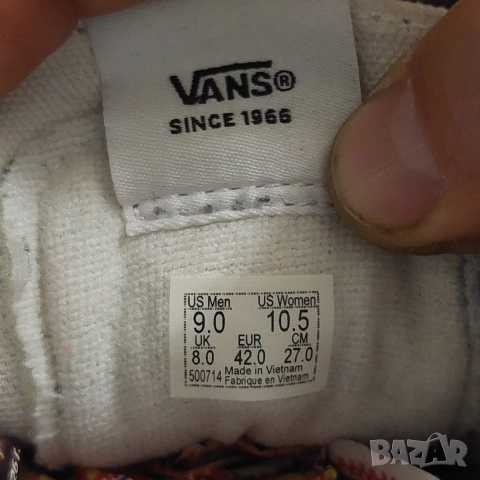 VANS®
SINCE 1966
US Men US Women
9.0 10.5
UK EUR CM
8.0 42.0 27.0
500714 Made in Vietnam
Fabrique en Vietnam
BAZAR